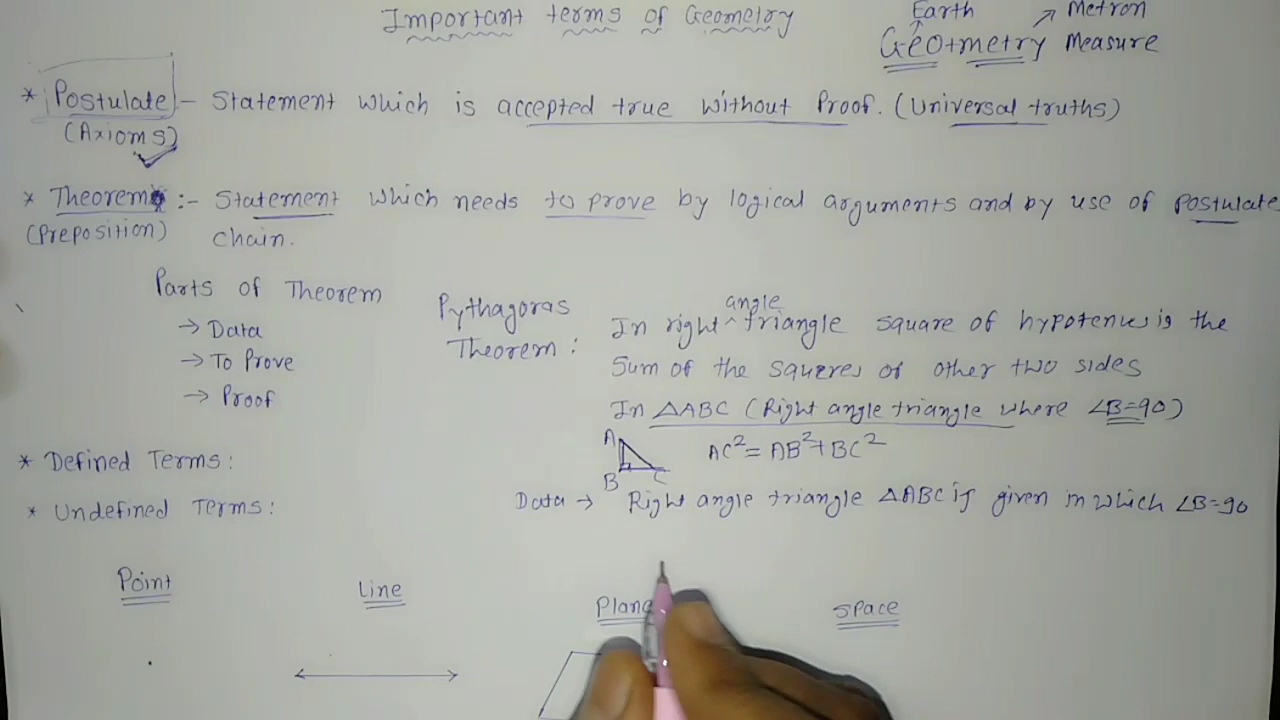 Important terms of Geometry
Earth
Metron
Geo+metry Measure
* Postulate :- Statement which is accepted true without Proof. (Universal truths)
(Axioms)
* Theorem :- Statement which needs to prove by logical arguments and by use of Postulate
(Preposition) chain.
Parts of Theorem
→ Data
→ To Prove
→ Proof
Pythagoras
Theorem :
angle
In right ^ triangle square of hypotenus is the
Sum of the squeres of other two sides
In △ABC (Right angle triangle where ∠B=90)
A
B C
AC²= AB²+BC²
* Defined Terms :
* Undefined Terms :
Data → Right angle triangle △ABC is given in which ∠B=90
Point
Line
Plane
Space